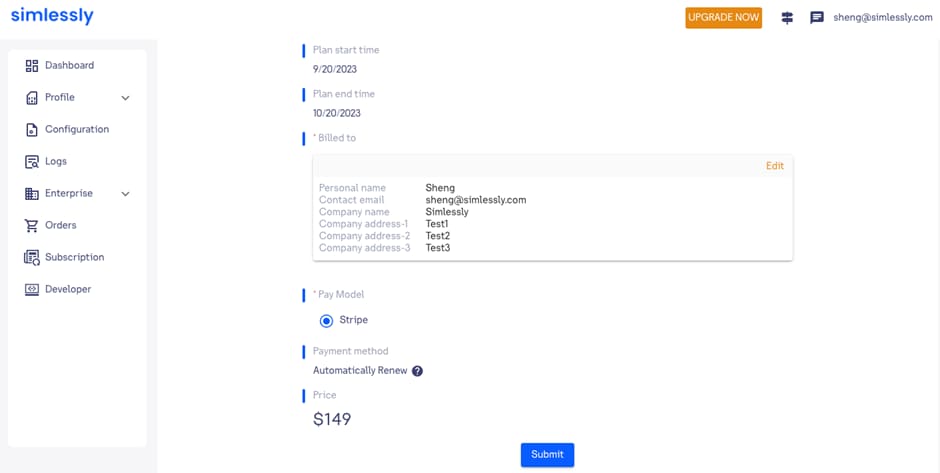 simlessly
UPGRADE NOW
sheng@simlessly.com
Dashboard
Profile
Configuration
Logs
Enterprise
Orders
Subscription
Developer
Plan start time
9/20/2023
Plan end time
10/20/2023
* Billed to
Edit
Personal name Sheng
Contact email sheng@simlessly.com
Company name Simlessly
Company address-1 Test1
Company address-2 Test2
Company address-3 Test3
* Pay Model
Stripe
Payment method
Automatically Renew ?
Price
$149
Submit